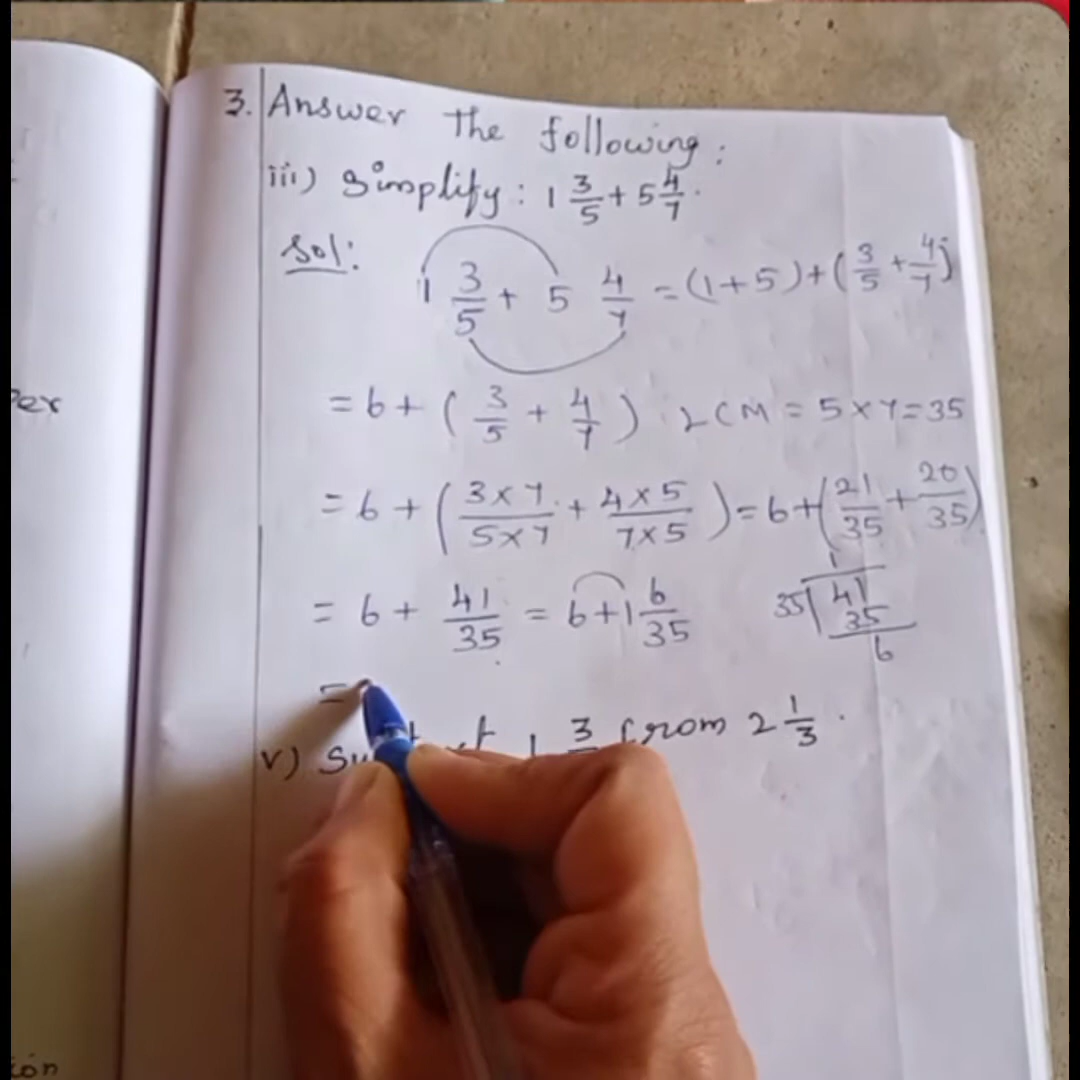 3. Answer the following:
iii) Simplify: 1 3/5 + 5 4/7.
Sol:
1 3/5 + 5 4/7 = (1+5)+(3/5 + 4/7)
= 6 + (3/5 + 4/7) LCM = 5×7=35
= 6 + (3×7/5×7 + 4×5/7×5) = 6+(21/35 + 20/35)
= 6 + 41/35 = 6+1 6/35
1
35 41
35
6
=
v) from 2 1/3.
ion